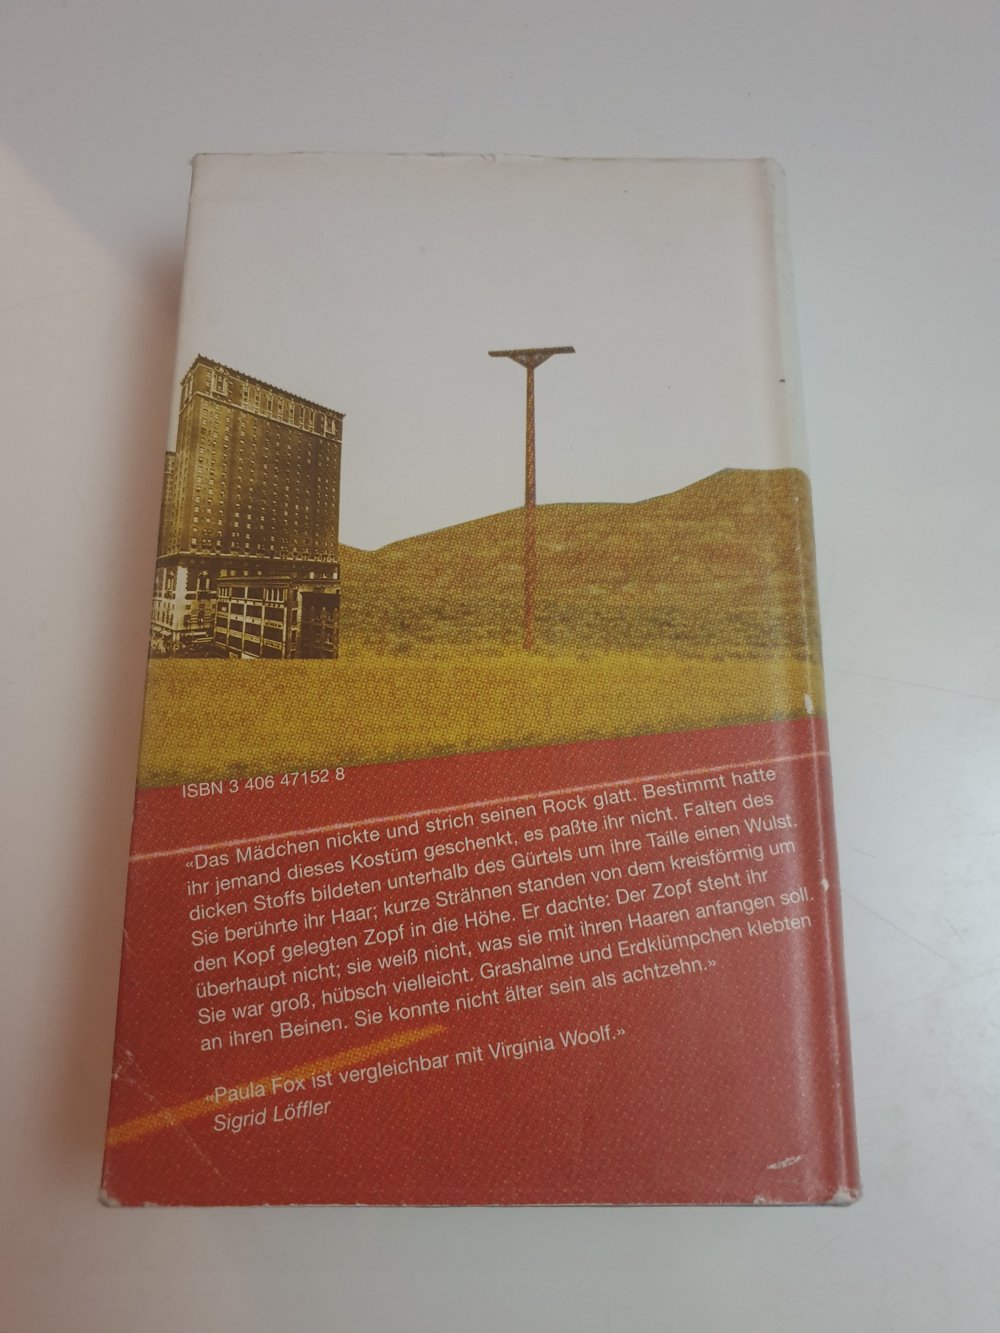 ISBN 3 406 47152 8
«Das Mädchen nickte und strich seinen Rock glatt. Bestimmt hatte
ihr jemand dieses Kostüm geschenkt, es paßte ihr nicht. Falten des
dicken Stoffs bildeten unterhalb des Gürtels um ihre Taille einen Wulst.
Sie berührte ihr Haar; kurze Strähnen standen von dem kreisförmig um
den Kopf gelegten Zopf in die Höhe. Er dachte: Der Zopf steht ihr
überhaupt nicht; sie weiß nicht, was sie mit ihren Haaren anfangen soll.
Sie war groß, hübsch vielleicht. Grashalme und Erdklümpchen klebten
an ihren Beinen. Sie konnte nicht älter sein als achtzehn.»
«Paula Fox ist vergleichbar mit Virginia Woolf.»
Sigrid Löffler